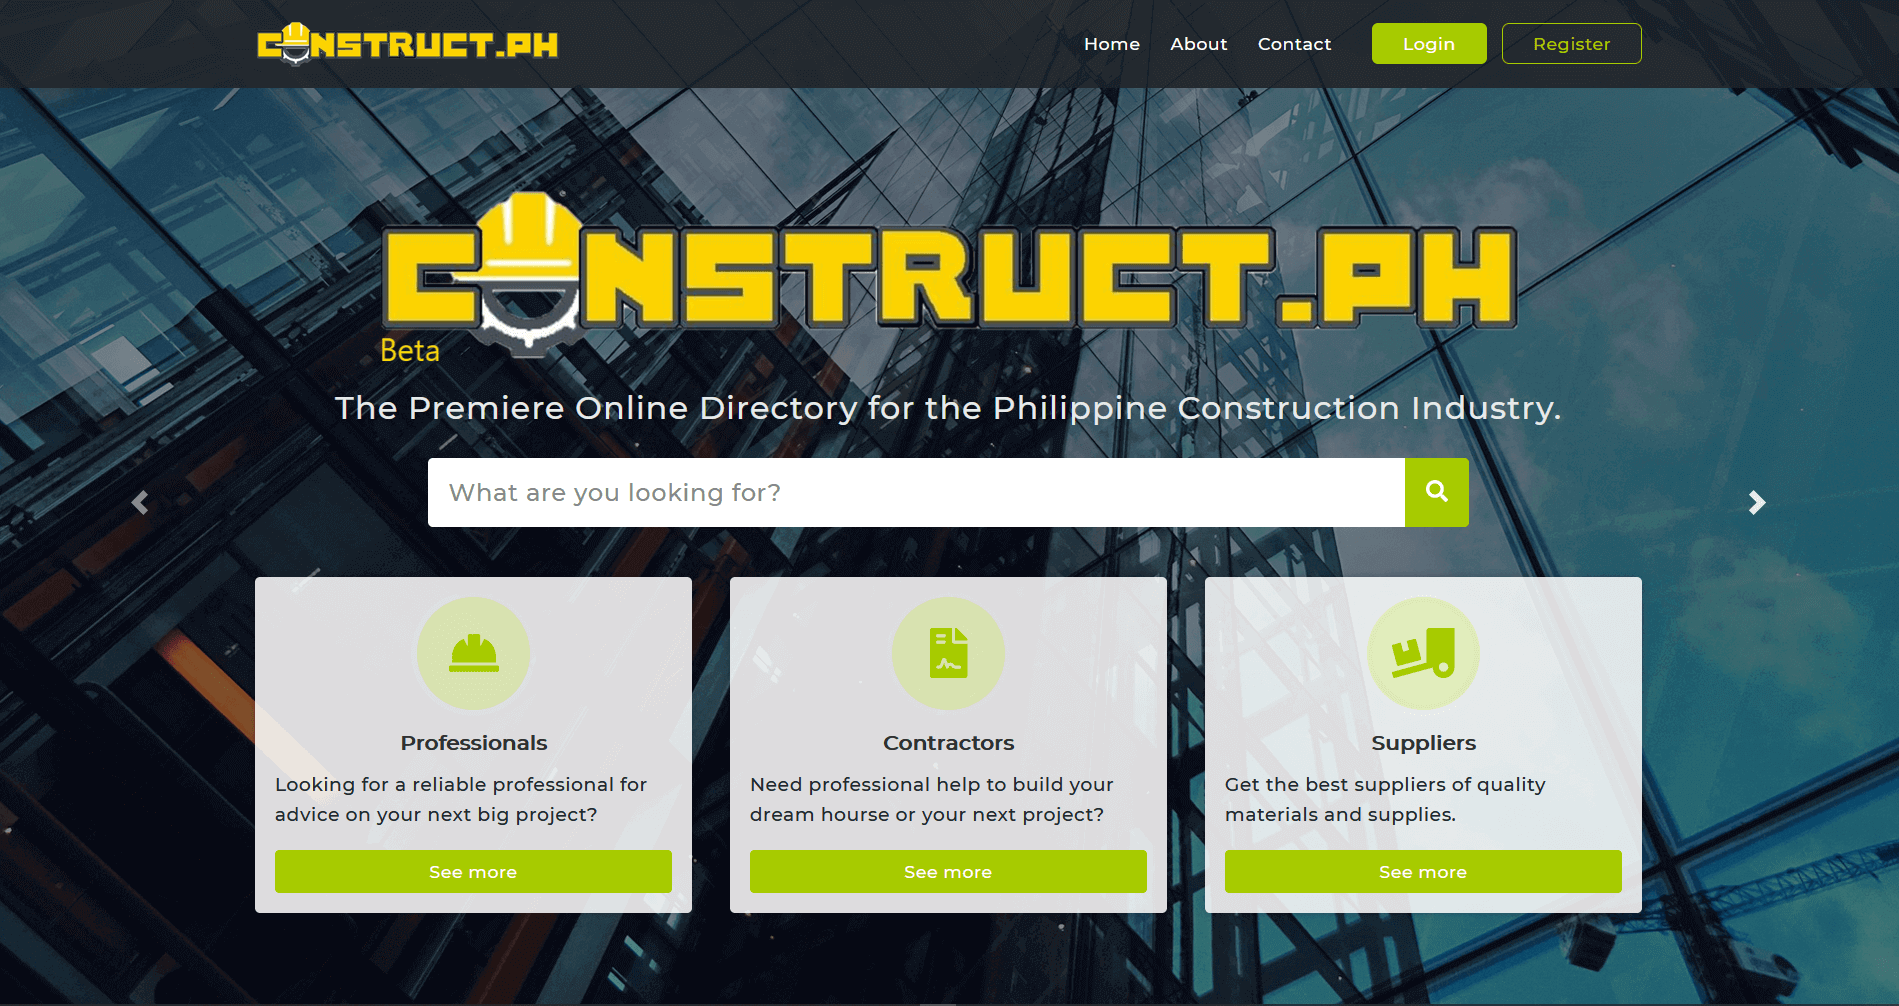 CONSTRUCT.PH
Home About Contact Login Register
CONSTRUCT.PH
Beta
The Premiere Online Directory for the Philippine Construction Industry.
What are you looking for?
Professionals
Looking for a reliable professional for
advice on your next big project?
See more
Contractors
Need professional help to build your
dream hourse or your next project?
See more
Suppliers
Get the best suppliers of quality
materials and supplies.
See more